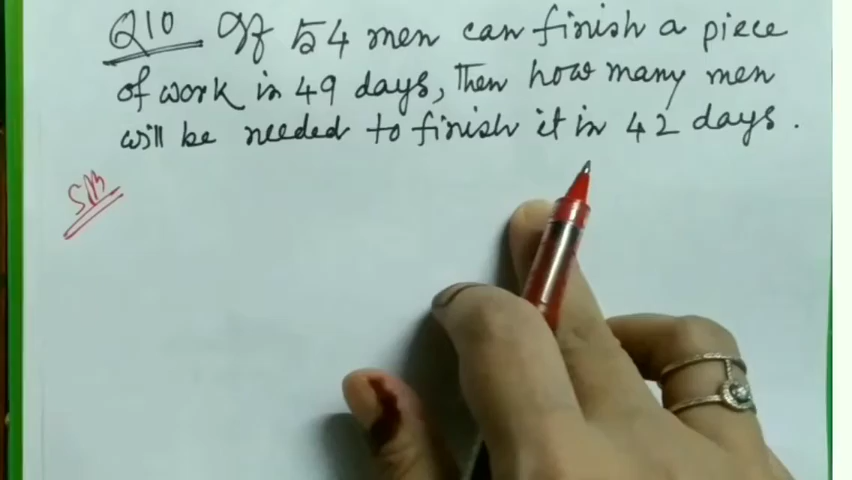 Q10 If 54 men can finish a piece
of work in 49 days, then how many men
will be needed to finish it in 42 days.